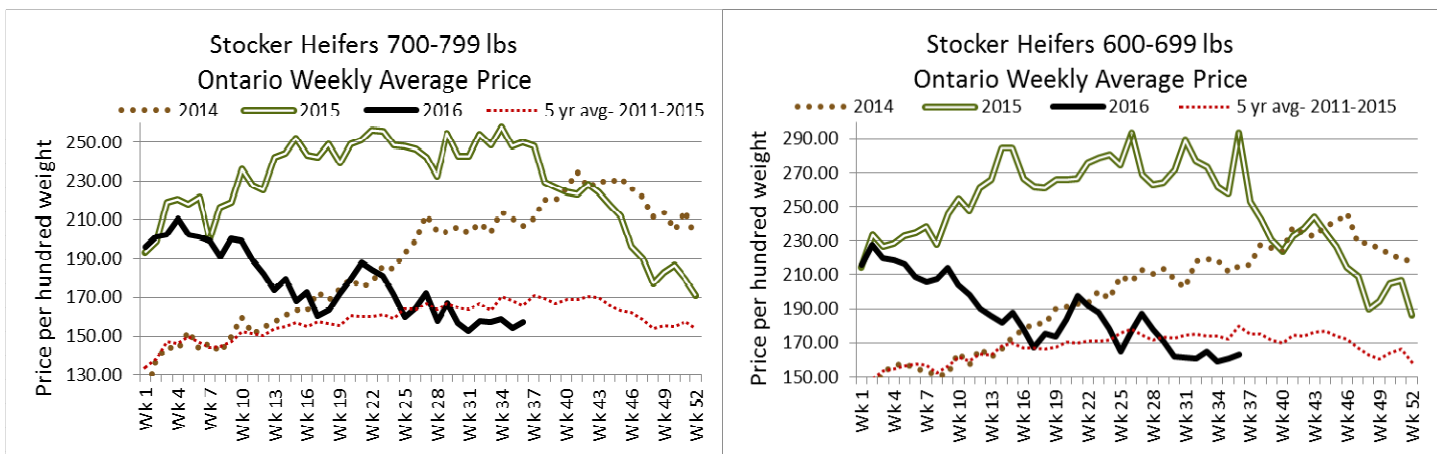 Stocker Heifers 700-799 lbs
Ontario Weekly Average Price
2014 2015 2016 5 yr avg- 2011-2015
Price per hundred weight
250.00
230.00
210.00
190.00
170.00
150.00
130.00
Wk 1
Wk 4
Wk 7
Wk 10
Wk 13
Wk 16
Wk 19
Wk 22
Wk 25
Wk 28
Wk 31
Wk 34
Wk 37
Wk 40
Wk 43
Wk 46
Wk 49
Wk 52
Stocker Heifers 600-699 lbs
Ontario Weekly Average Price
2014 2015 2016 5 yr avg- 2011-2015
Price per hundred weight
290.00
270.00
250.00
230.00
210.00
190.00
170.00
150.00
Wk 1
Wk 4
Wk 7
Wk 10
Wk 13
Wk 16
Wk 19
Wk 22
Wk 25
Wk 28
Wk 31
Wk 34
Wk 37
Wk 40
Wk 43
Wk 46
Wk 49
Wk 52